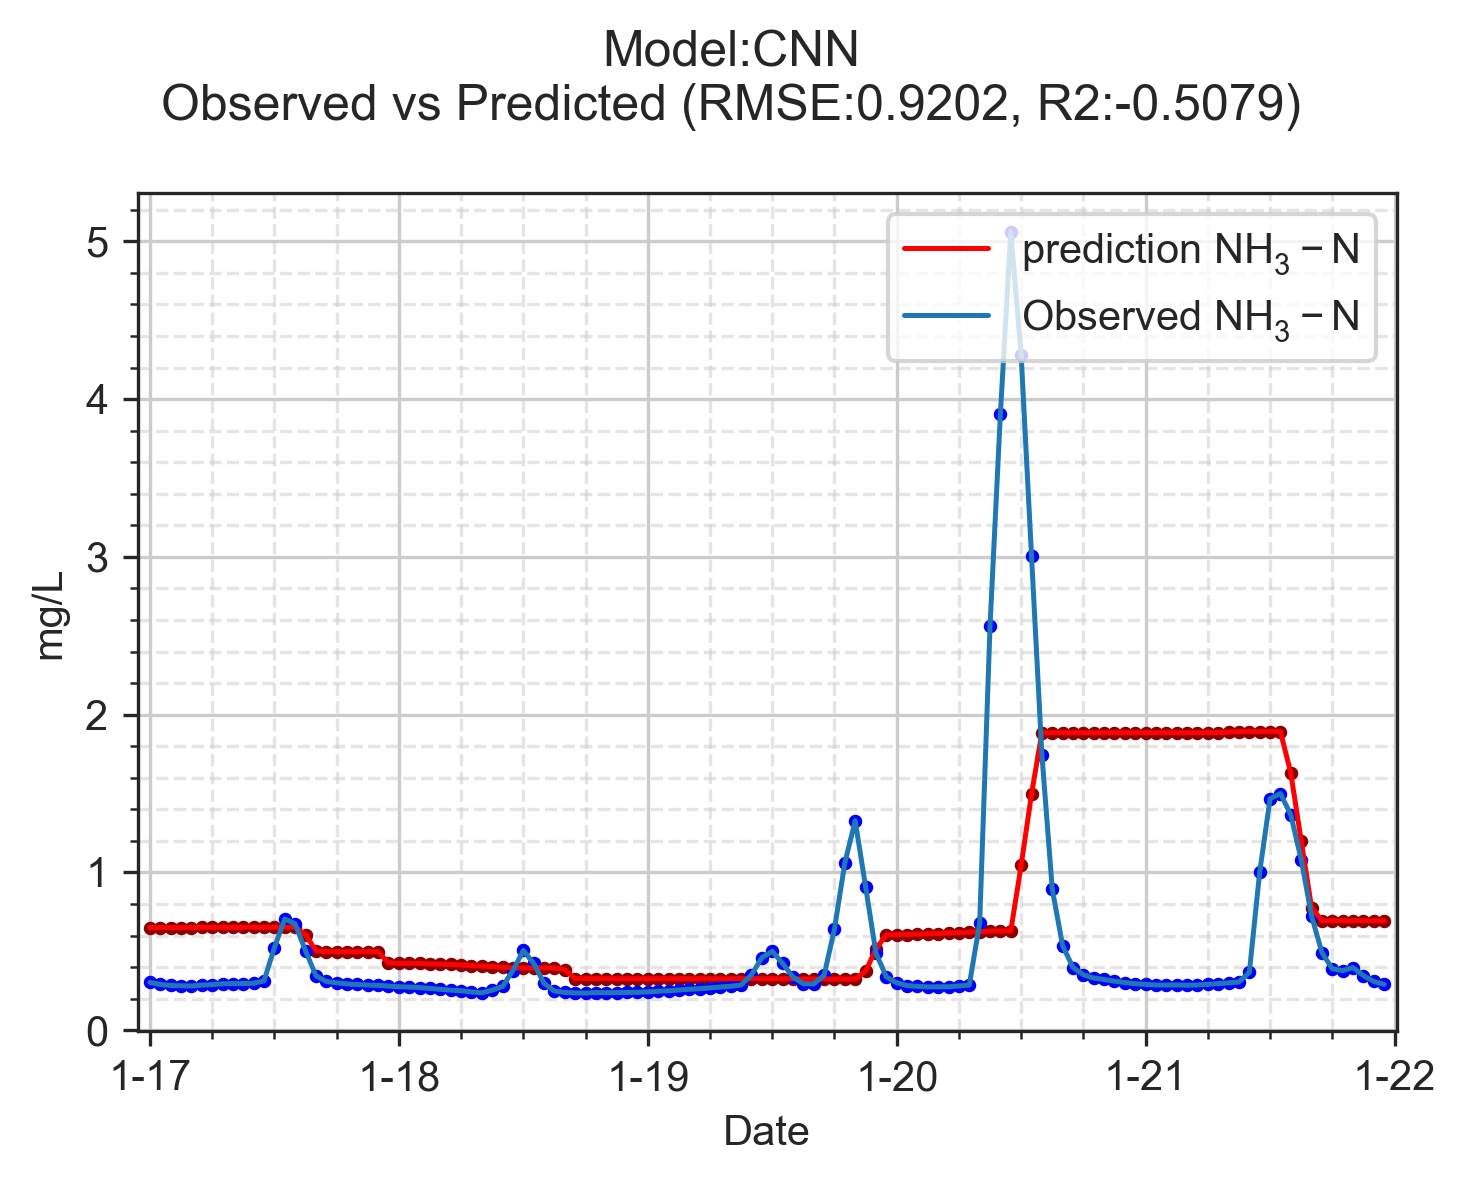 Model:CNN
Observed vs Predicted (RMSE:0.9202, R2:-0.5079)
prediction NH₃ − N
Observed NH₃ − N
mg/L
5
4
3
2
1
0
1-17 1-18 1-19 1-20 1-21 1-22
Date